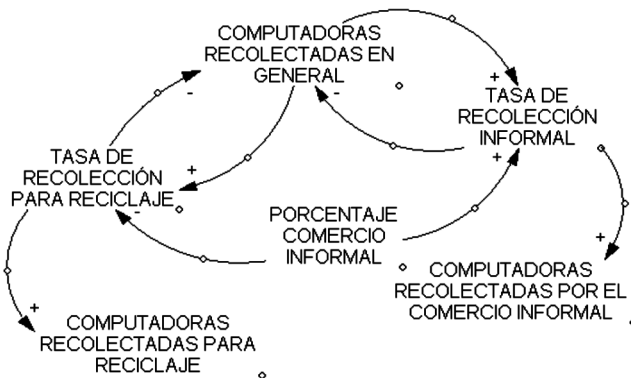 COMPUTADORAS
RECOLECTADAS EN
GENERAL
-
-
+
TASA DE
RECOLECCIÓN
INFORMAL
TASA DE
RECOLECCIÓN
PARA RECICLAJE
+
+
-
PORCENTAJE
COMERCIO
INFORMAL
+
COMPUTADORAS
RECOLECTADAS POR EL
COMERCIO INFORMAL
+
COMPUTADORAS
RECOLECTADAS PARA
RECICLAJE